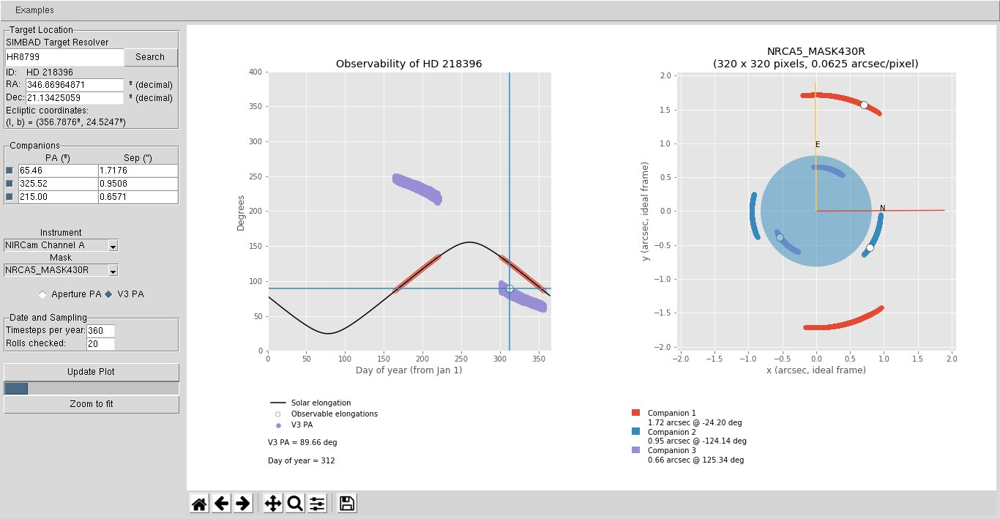 Examples
Target Location
SIMBAD Target Resolver
HR8799 Search
ID: HD 218396
RA: 346.86964871 º (decimal)
Dec: 21.13425059 º (decimal)
Ecliptic coordinates:
(l, b) = (356.7876º, 24.5247º)
Companions
PA (º) Sep (")
65.46 1.7176
325.52 0.9508
215.00 0.6571
Instrument
NIRCam Channel A
Mask
NRCA5_MASK430R
Aperture PA V3 PA
Date and Sampling
Timesteps per year: 360
Rolls checked: 20
Update Plot
Zoom to fit
Observability of HD 218396
400
350
300
250
200
150
100
50
0
Degrees
0 50 100 150 200 250 300 350
Day of year (from Jan 1)
Solar elongation
Observable elongations
V3 PA
V3 PA = 89.66 deg
Day of year = 312
NRCA5_MASK430R
(320 x 320 pixels, 0.0625 arcsec/pixel)
2.0
1.5
1.0
0.5
0.0
−0.5
−1.0
−1.5
−2.0
y (arcsec, ideal frame)
E
N
−2.0 −1.5 −1.0 −0.5 0.0 0.5 1.0 1.5 2.0
x (arcsec, ideal frame)
Companion 1
1.72 arcsec @ -24.20 deg
Companion 2
0.95 arcsec @ -124.14 deg
Companion 3
0.66 arcsec @ 125.34 deg